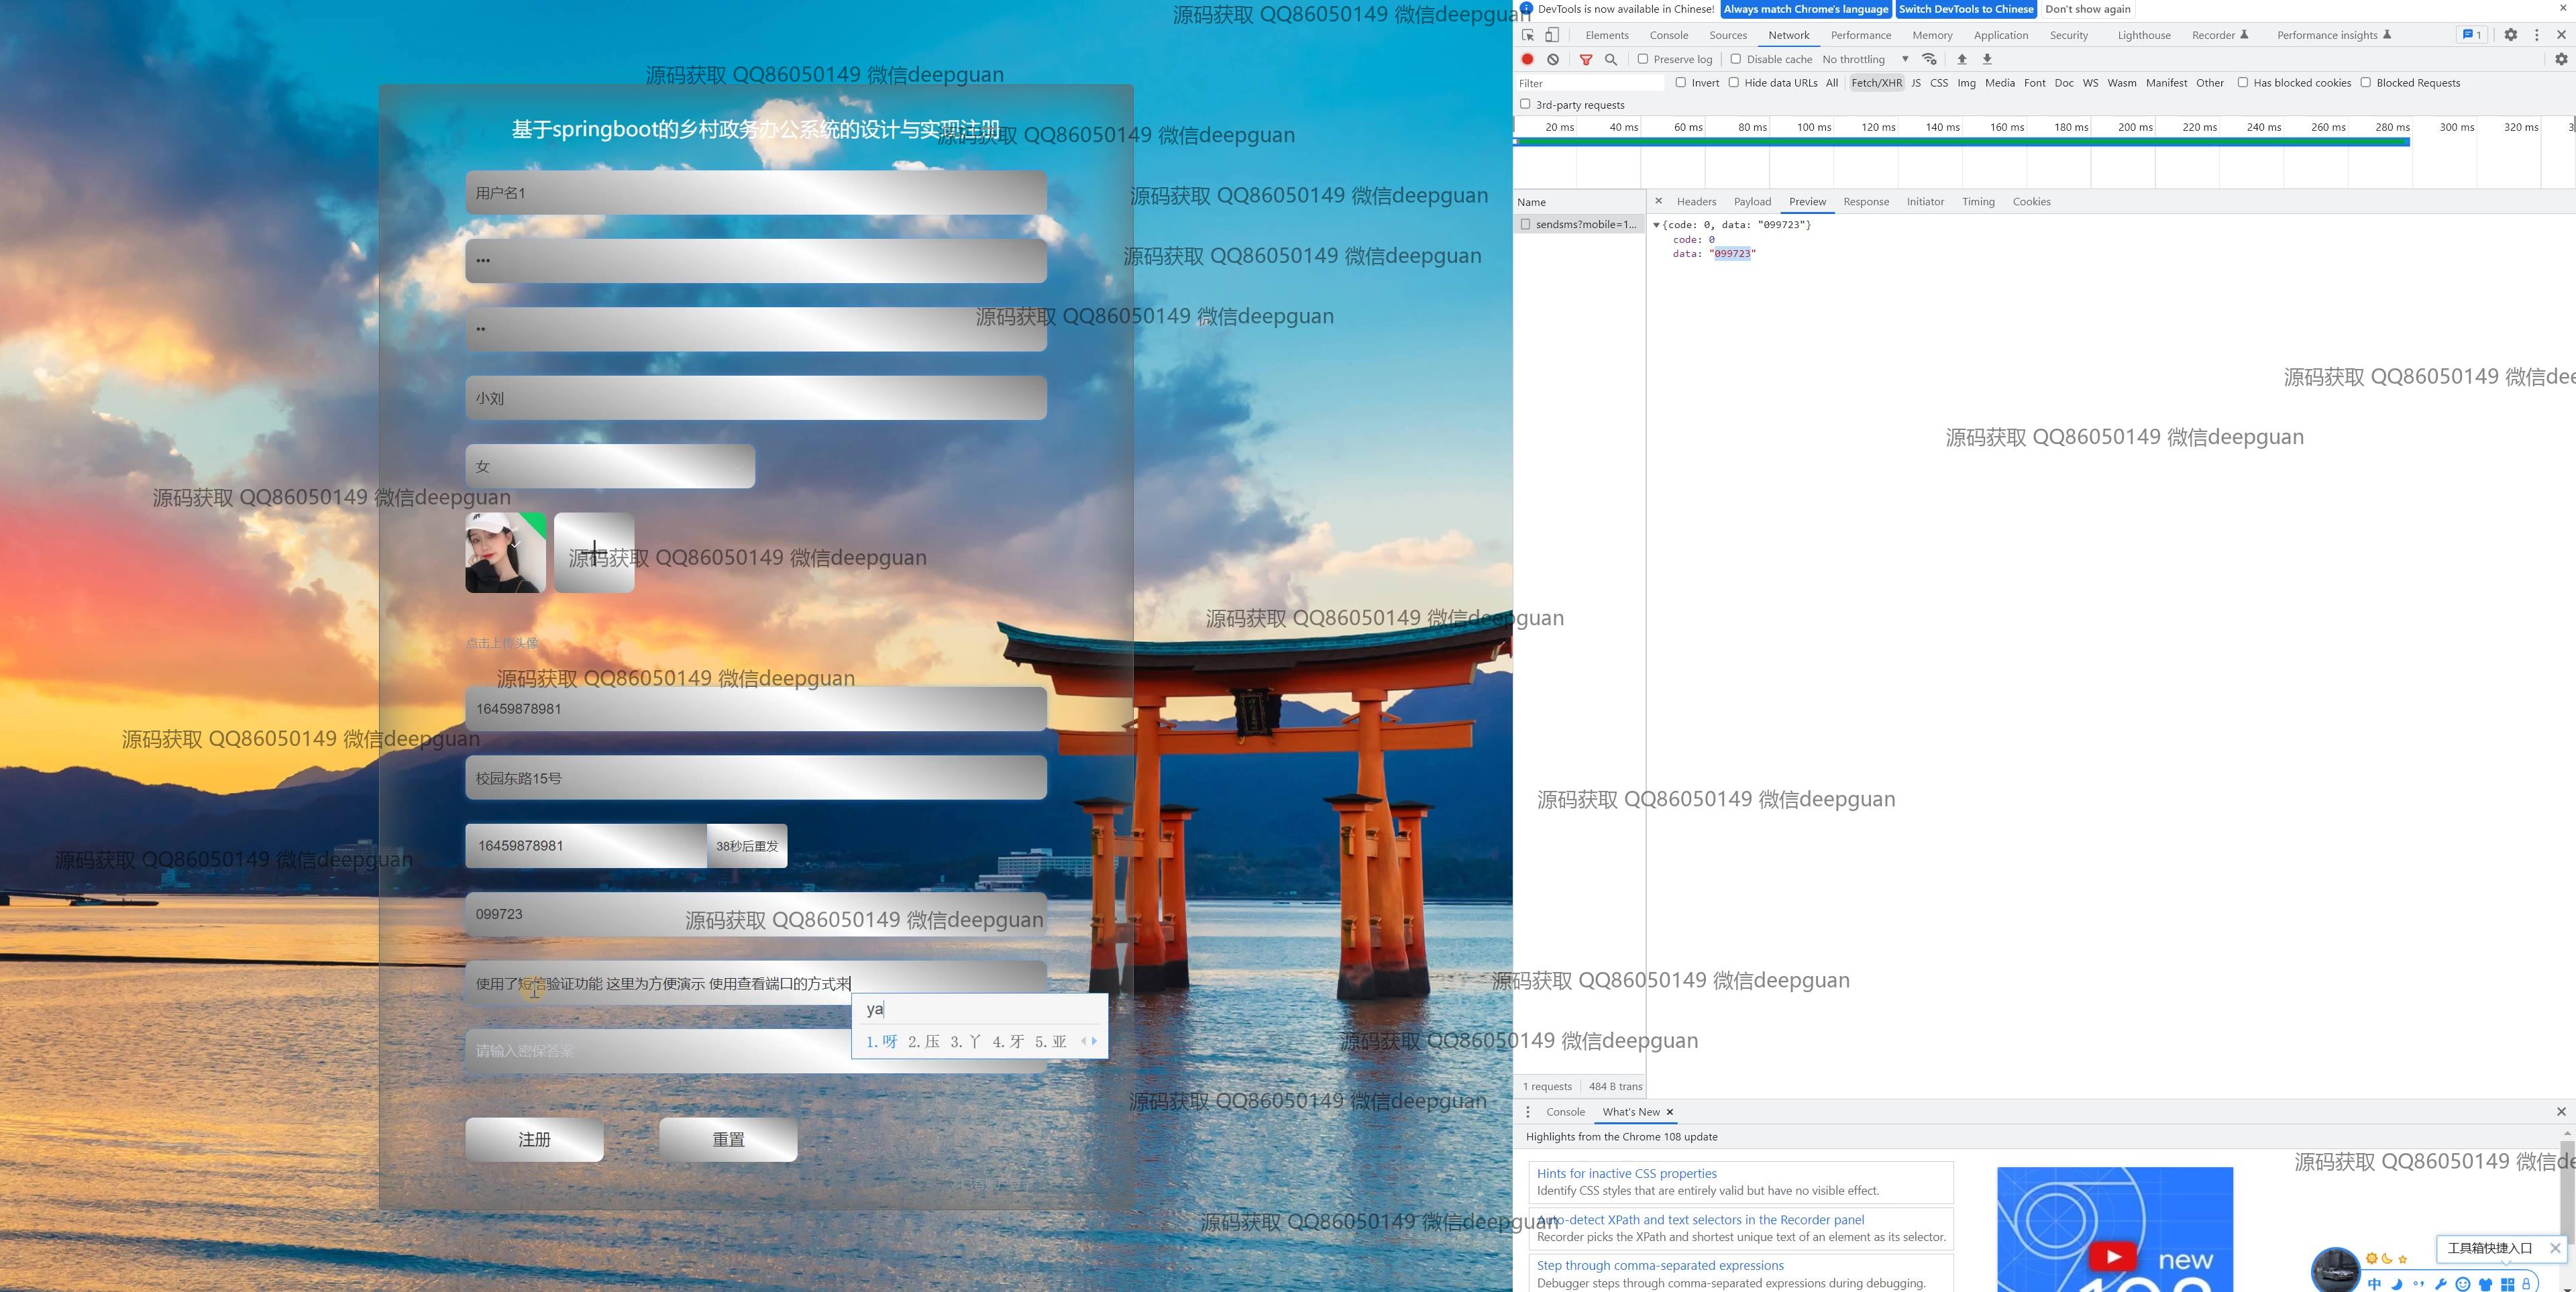 基于springboot的乡村政务办公系统的设计与实现注册
用户名1
•••
••
小刘
女
点击上传头像
16459878981
校园东路15号
16459878981
38秒后重发
099723
使用了短信验证功能 这里为方便演示 使用查看端口的方式来
ya
1.呀 2.压 3.丫 4.牙 5.亚
请输入密保答案
注册
重置
DevTools is now available in Chinese!
Always match Chrome's language
Switch DevTools to Chinese
Don't show again
Elements
Console
Sources
Network
Performance
Memory
Application
Security
Lighthouse
Recorder
Performance insights
1
Preserve log
Disable cache
No throttling
Filter
Invert
Hide data URLs
All
Fetch/XHR
JS
CSS
Img
Media
Font
Doc
WS
Wasm
Manifest
Other
Has blocked cookies
Blocked Requests
3rd-party requests
20 ms
40 ms
60 ms
80 ms
100 ms
120 ms
140 ms
160 ms
180 ms
200 ms
220 ms
240 ms
260 ms
280 ms
300 ms
320 ms
3
Name
Headers
Payload
Preview
Response
Initiator
Timing
Cookies
sendsms?mobile=1...
{code: 0, data: "099723"}
code: 0
data: "099723"
1 requests
484 B trans
Console
What's New
Highlights from the Chrome 108 update
Hints for inactive CSS properties
Identify CSS styles that are entirely valid but have no visible effect.
Auto-detect XPath and text selectors in the Recorder panel
Recorder picks the XPath and shortest unique text of an element as its selector.
Step through comma-separated expressions
Debugger steps through comma-separated expressions during debugging.
new
108
工具箱快捷入口
中
源码获取 QQ86050149 微信deepguan
源码获取 QQ86050149 微信deepguan
源码获取 QQ86050149 微信deepguan
源码获取 QQ86050149 微信deepguan
源码获取 QQ86050149 微信deepguan
源码获取 QQ86050149 微信deepguan
源码获取 QQ86050149 微信dee
源码获取 QQ86050149 微信deepguan
源码获取 QQ86050149 微信deepguan
源码获取 QQ86050149 微信deepguan
源码获取 QQ86050149 微信deepguan
源码获取 QQ86050149 微信deepguan
源码获取 QQ86050149 微信deepguan
源码获取 QQ86050149 微信deepguan
源码获取 QQ86050149 微信deepguan
源码获取 QQ86050149 微信deepguan
源码获取 QQ86050149 微信deepguan
源码获取 QQ86050149 微信deepguan
源码获取 QQ86050149 微信deepguan
源码获取 QQ86050149 微信de
源码获取 QQ86050149 微信deepguan